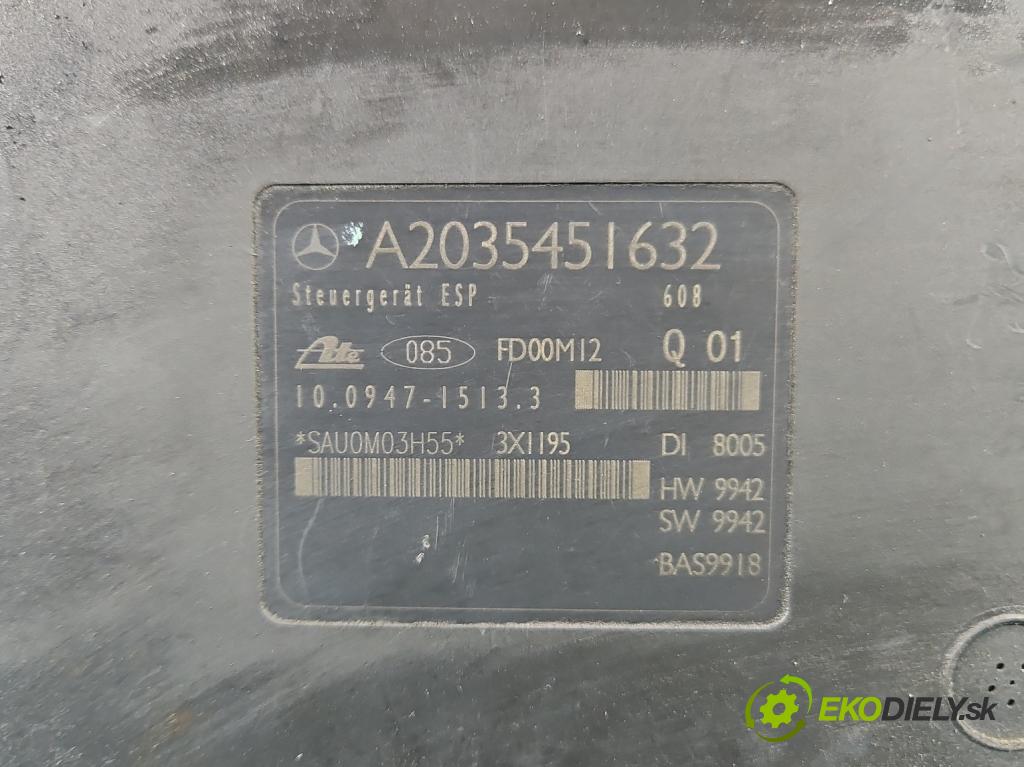 A2035451632
Steuergerät ESP 608
Ate 085 FD00M12 Q 01
10.0947-1513.3
*SAU0M03H55* 3X1195 DI 8005
HW 9942
SW 9942
BAS9918
EKODIELY.sk